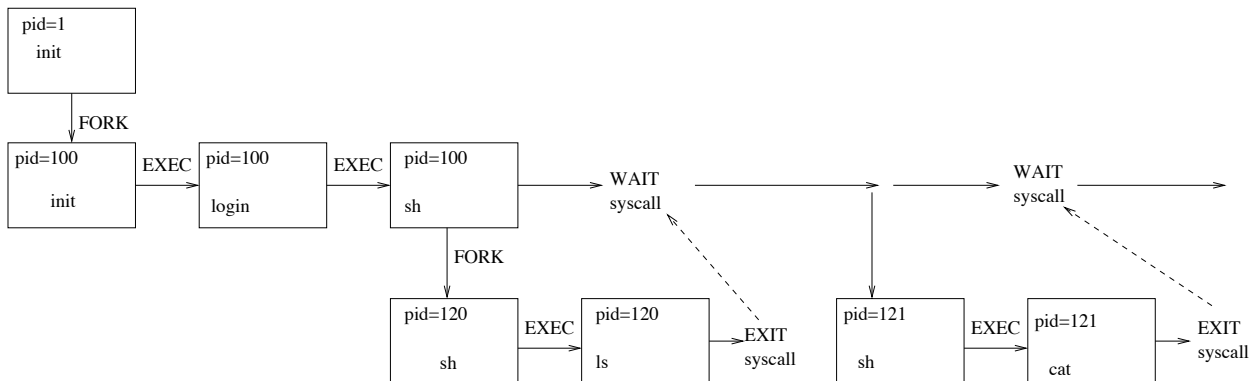 pid=1
init
FORK
pid=100
init
EXEC
pid=100
login
EXEC
pid=100
sh
WAIT
syscall
WAIT
syscall
FORK
pid=120
sh
EXEC
pid=120
ls
EXIT
syscall
pid=121
sh
EXEC
pid=121
cat
EXIT
syscall